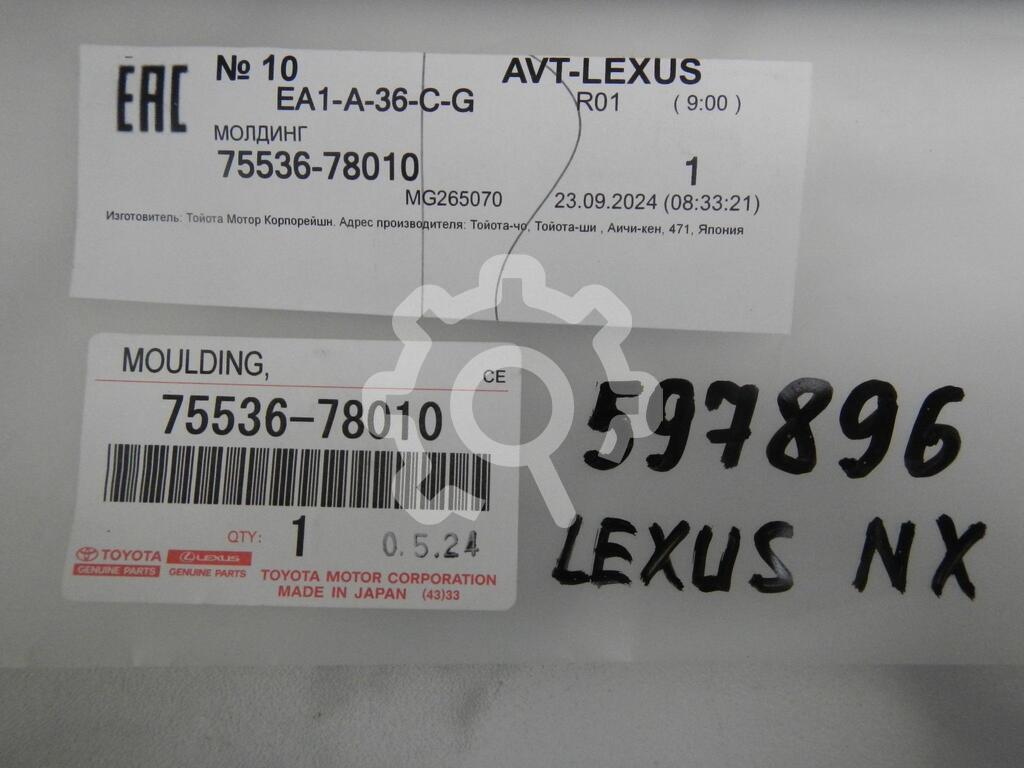 EAC
№ 10
AVT-LEXUS
EA1-A-36-C-G
R01 ( 9:00 )
МОЛДИНГ
75536-78010
1
MG265070
23.09.2024 (08:33:21)
Изготовитель: Тойота Мотор Корпорейшн. Адрес производителя: Тойота-чо, Тойота-ши , Аичи-кен, 471, Япония
MOULDING,
CE
75536-78010
QTY: 1
0.5.24
TOYOTA
GENUINE PARTS
LEXUS
GENUINE PARTS
TOYOTA MOTOR CORPORATION
MADE IN JAPAN (43)33
597896
LEXUS NX